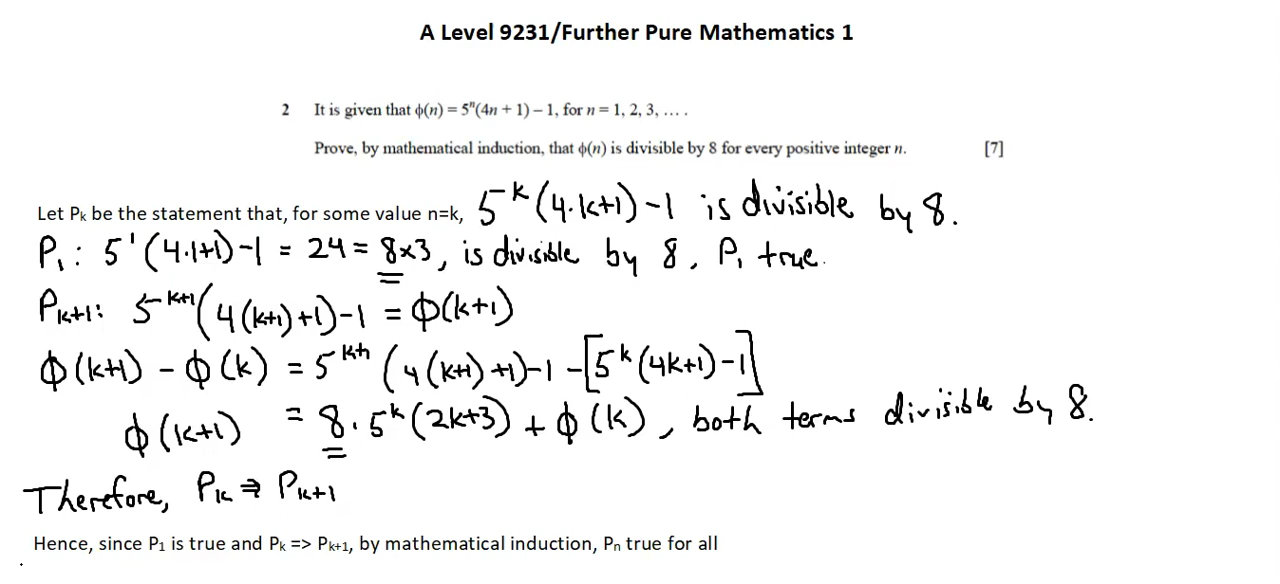 A Level 9231/Further Pure Mathematics 1
2 It is given that ϕ(n) = 5ⁿ(4n + 1) – 1, for n = 1, 2, 3, … .
Prove, by mathematical induction, that ϕ(n) is divisible by 8 for every positive integer n. [7]
Let Pₖ be the statement that, for some value n=k, 5ᵏ(4·k+1)-1 is divisible by 8.
P₁: 5¹(4·1+1)-1 = 24 = 8×3, is divisible by 8. P₁ true.
Pₖ₊₁: 5ᵏ⁺¹(4(k+1)+1)-1 = ϕ(k+1)
ϕ(k+1) - ϕ(k) = 5ᵏ⁺¹(4(k+1)+1)-1-[5ᵏ(4k+1)-1]
ϕ(k+1) = 8·5ᵏ(2k+3) + ϕ(k), both terms divisible by 8.
Therefore, Pₖ ⇒ Pₖ₊₁
Hence, since P₁ is true and Pₖ => Pₖ₊₁, by mathematical induction, Pₙ true for all